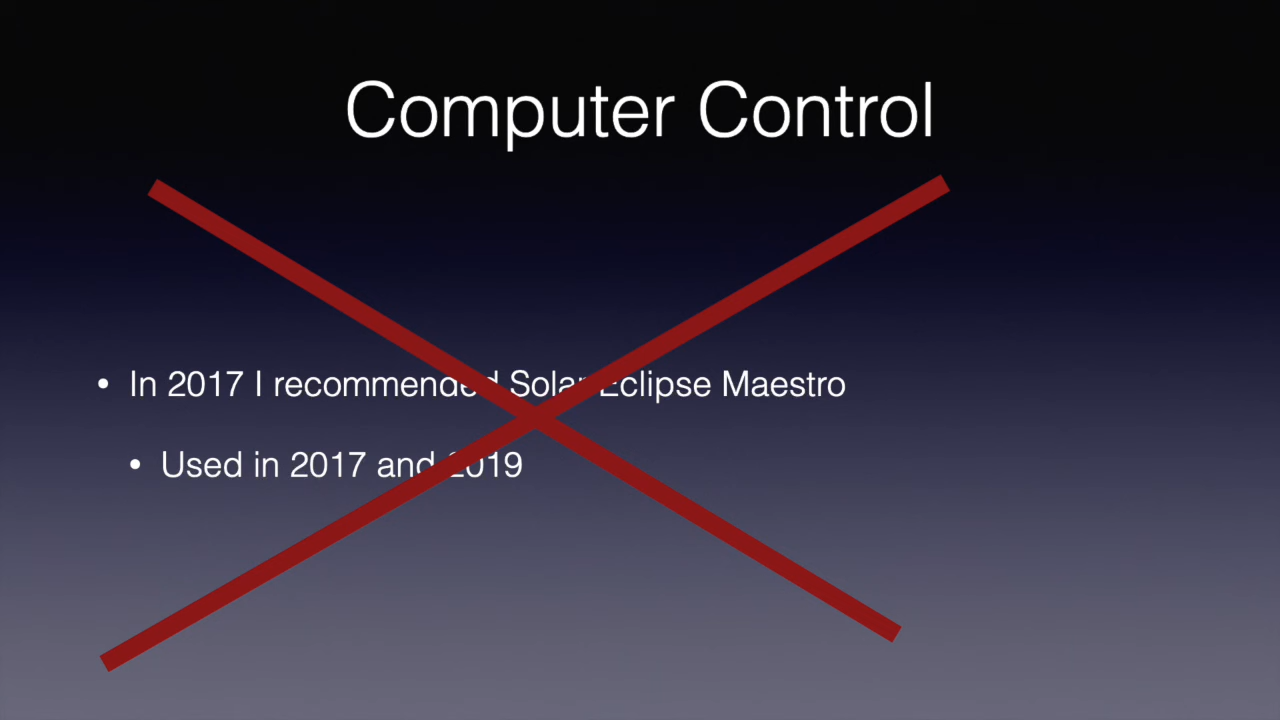 Computer Control
• In 2017 I recommended Solar Eclipse Maestro
• Used in 2017 and 2019